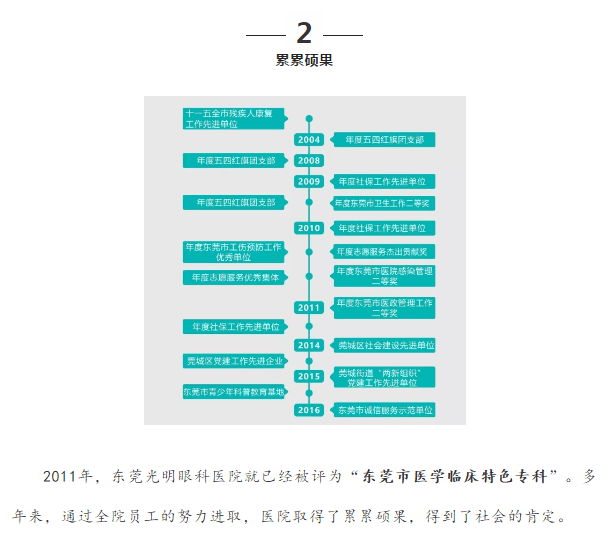 2
累累硕果
十一五全市残疾人康复
工作先进单位
2004
年度五四红旗团支部
年度五四红旗团支部
2008
2009
年度社保工作先进单位
年度五四红旗团支部
年度东莞市卫生工作二等奖
2010
年度社保工作先进单位
年度东莞市工伤预防工作
优秀单位
年度志愿服务杰出贡献奖
年度志愿服务优秀集体
年度东莞市医院感染管理
二等奖
2011
年度东莞市医政管理工作
二等奖
年度社保工作先进单位
2014
莞城区社会建设先进单位
莞城区党建工作先进企业
2015
莞城街道“两新组织”
党建工作先进单位
东莞市青少年科普教育基地
2016
东莞市诚信服务示范单位
2011年，东莞光明眼科医院就已经被评为“东莞市医学临床特色专科”。多
年来，通过全院员工的努力进取，医院取得了累累硕果，得到了社会的肯定。